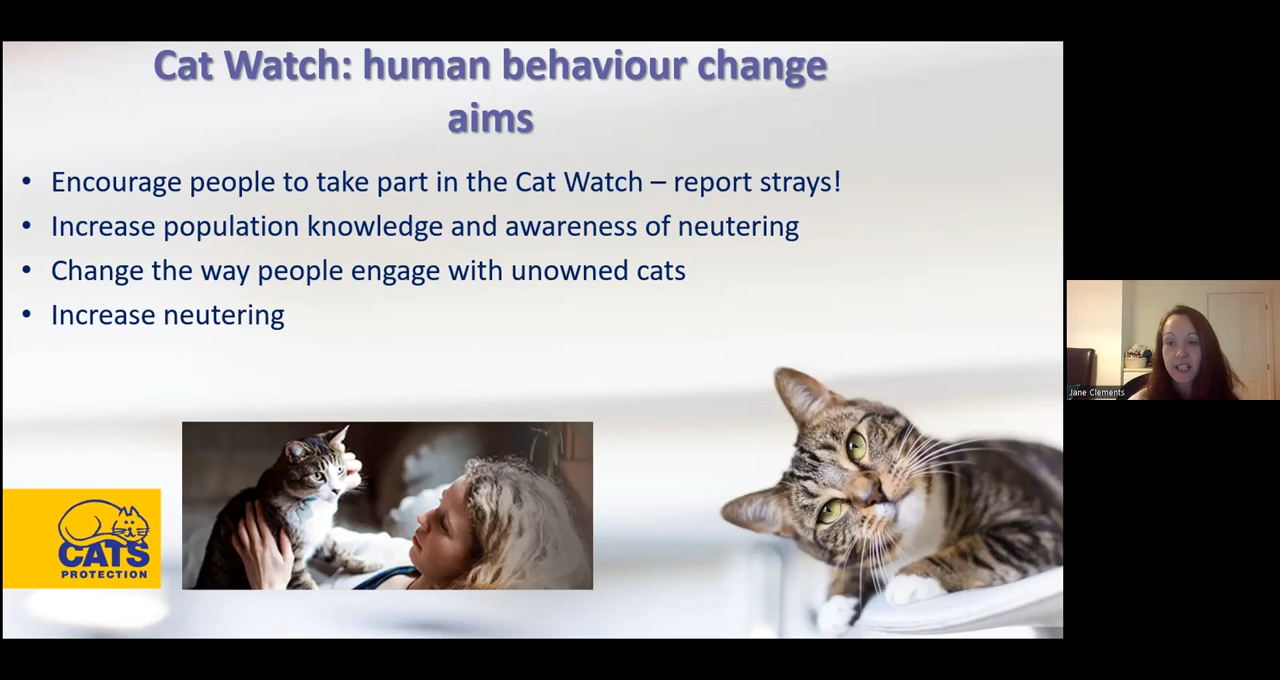 Cat Watch: human behaviour change
aims
• Encourage people to take part in the Cat Watch – report strays!
• Increase population knowledge and awareness of neutering
• Change the way people engage with unowned cats
• Increase neutering
CATS
PROTECTION
Jane Clements